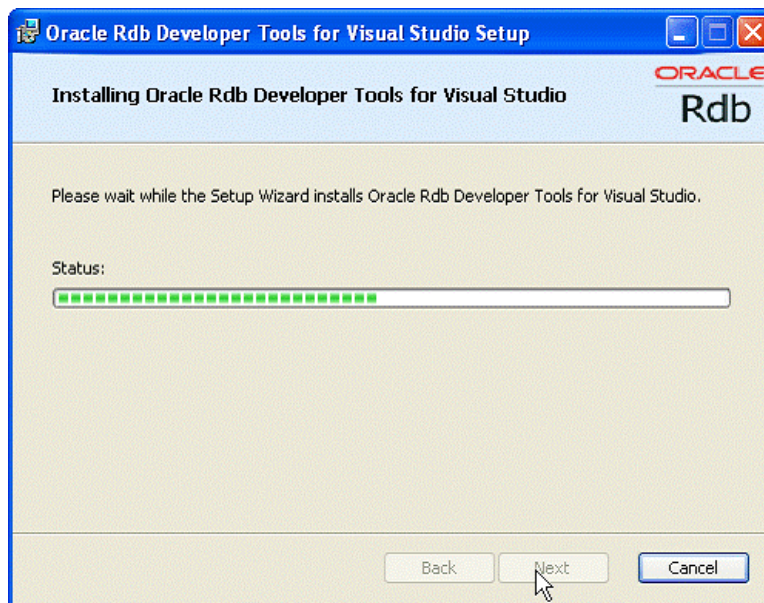 Oracle Rdb Developer Tools for Visual Studio Setup
Installing Oracle Rdb Developer Tools for Visual Studio
ORACLE
Rdb
Please wait while the Setup Wizard installs Oracle Rdb Developer Tools for Visual Studio.
Status:
Back Next Cancel